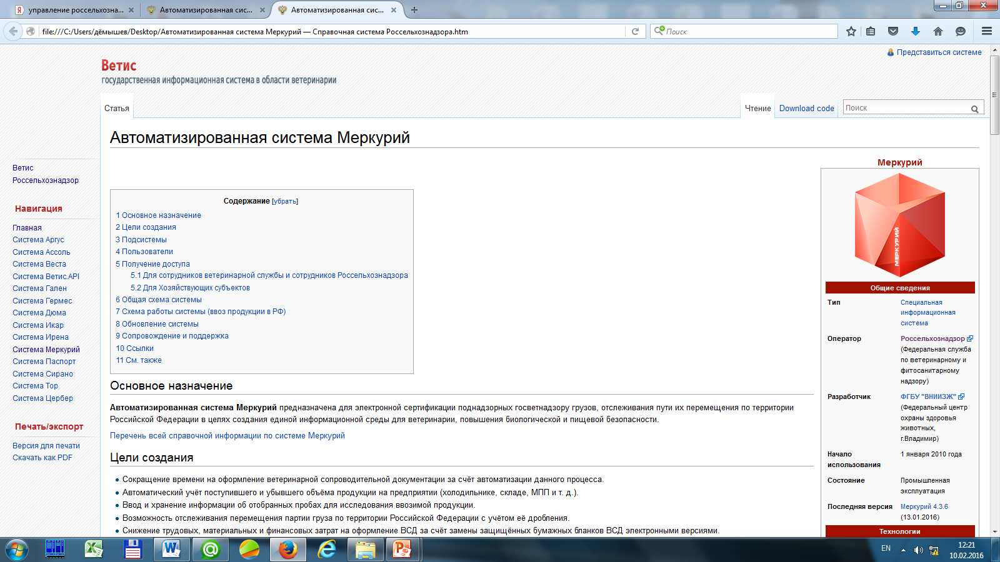 управление россельхозна...
Автоматизированная сис...
Автоматизированная сис...
file:///C:/Users/дёмышев/Desktop/Автоматизированная система Меркурий — Справочная система Россельхознадзора.htm
Поиск
Представиться системе
Ветис
государственная информационная система в области ветеринарии
Статья
Чтение
Download code
Поиск
Автоматизированная система Меркурий
Ветис
Россельхознадзор
Навигация
Главная
Система Аргус
Система Ассоль
Система Веста
Система Ветис.API
Система Гален
Система Гермес
Система Дюма
Система Икар
Система Ирена
Система Меркурий
Система Паспорт
Система Сирано
Система Тор
Система Цербер
Печать/экспорт
Версия для печати
Скачать как PDF
Содержание [убрать]
1 Основное назначение
2 Цели создания
3 Подсистемы
4 Пользователи
5 Получение доступа
5.1 Для сотрудников ветеринарной службы и сотрудников Россельхознадзора
5.2 Для Хозяйствующих субъектов
6 Общая схема системы
7 Схема работы системы (ввоз продукции в РФ)
8 Обновление системы
9 Сопровождение и поддержка
10 Ссылки
11 См. также
Основное назначение
Автоматизированная система Меркурий предназначена для электронной сертификации поднадзорных госветнадзору грузов, отслеживания пути их перемещения по территории
Российской Федерации в целях создания единой информационной среды для ветеринарии, повышения биологической и пищевой безопасности.
Перечень всей справочной информации по системе Меркурий
Цели создания
Сокращение времени на оформление ветеринарной сопроводительной документации за счёт автоматизации данного процесса.
Автоматический учёт поступившего и убывшего объёма продукции на предприятии (холодильнике, складе, МПП и т. д.).
Ввод и хранение информации об отобранных пробах для исследования ввозимой продукции.
Возможность отслеживания перемещения партии груза по территории Российской Федерации с учётом её дробления.
Снижение трудовых, материальных и финансовых затрат на оформление ВСД за счёт замены защищённых бумажных бланков ВСД электронными версиями.
Меркурий
МЕРКУРИЙ
Общие сведения
Тип
Специальная
информационная
система
Оператор
Россельхознадзор
(Федеральная служба
по ветеринарному и
фитосанитарному
надзору)
Разработчик
ФГБУ "ВНИИЗЖ"
(Федеральный центр
охраны здоровья
животных,
г.Владимир)
Начало
использования
1 января 2010 года
Состояние
Промышленная
эксплуатация
Последняя версия
Меркурий 4.3.6
(13.01.2016)
Технологии
EN
12:21
10.02.2016